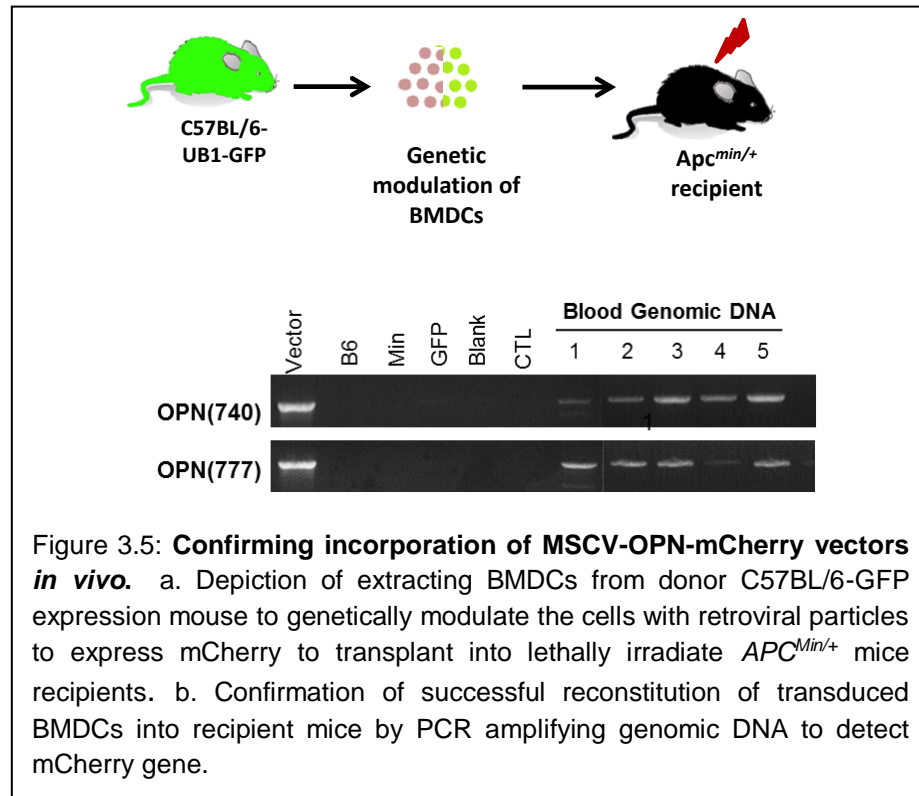 C57BL/6-
UB1-GFP
Genetic
modulation of
BMDCs
Apcmin/+
recipient
Vector
B6
Min
GFP
Blank
CTL
Blood Genomic DNA
1 2 3 4 5
OPN(740)
1
OPN(777)
Figure 3.5: Confirming incorporation of MSCV-OPN-mCherry vectors
in vivo. a. Depiction of extracting BMDCs from donor C57BL/6-GFP
expression mouse to genetically modulate the cells with retroviral particles
to express mCherry to transplant into lethally irradiate APCMin/+ mice
recipients. b. Confirmation of successful reconstitution of transduced
BMDCs into recipient mice by PCR amplifying genomic DNA to detect
mCherry gene.